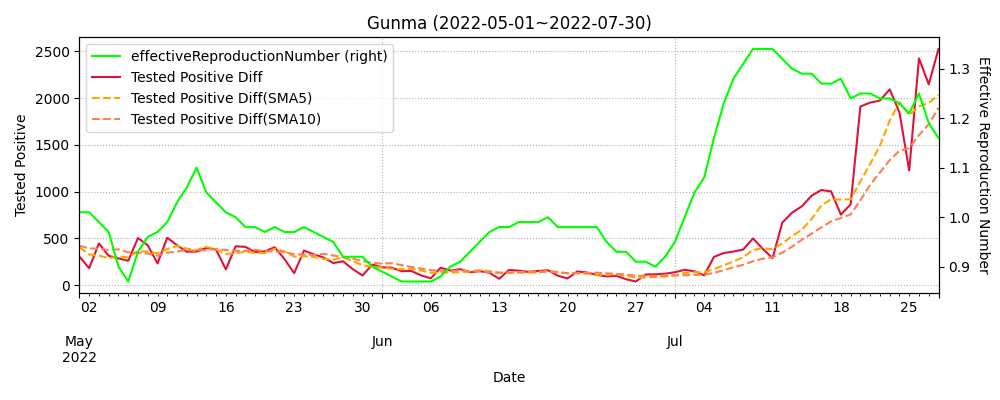 Gunma (2022-05-01~2022-07-30)
effectiveReproductionNumber (right)
Tested Positive Diff
Tested Positive Diff(SMA5)
Tested Positive Diff(SMA10)
Tested Positive
2500
2000
1500
1000
500
0
Effective Reproduction Number
1.3
1.2
1.1
1.0
0.9
02 09 16 23 30 06 13 20 27 04 11 18 25
May Jun Jul
2022
Date